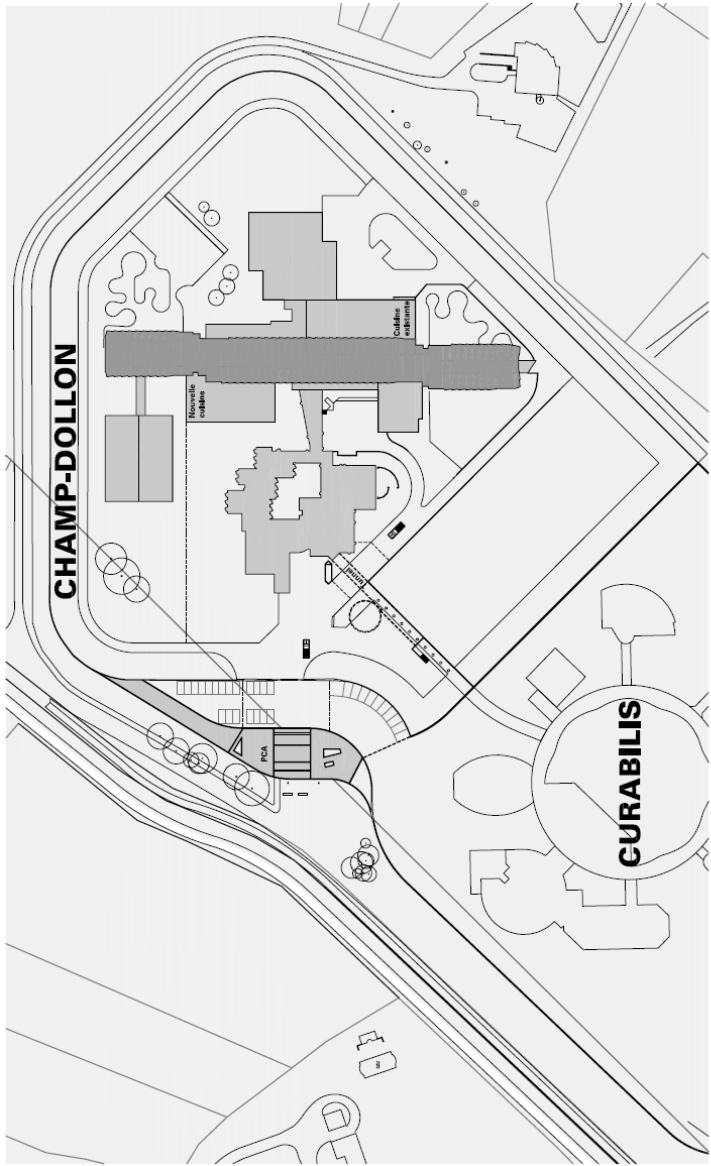 CHAMP-DOLLON
Nouvelle
cuisine
Cuisine
existante
PCA
CURABILIS